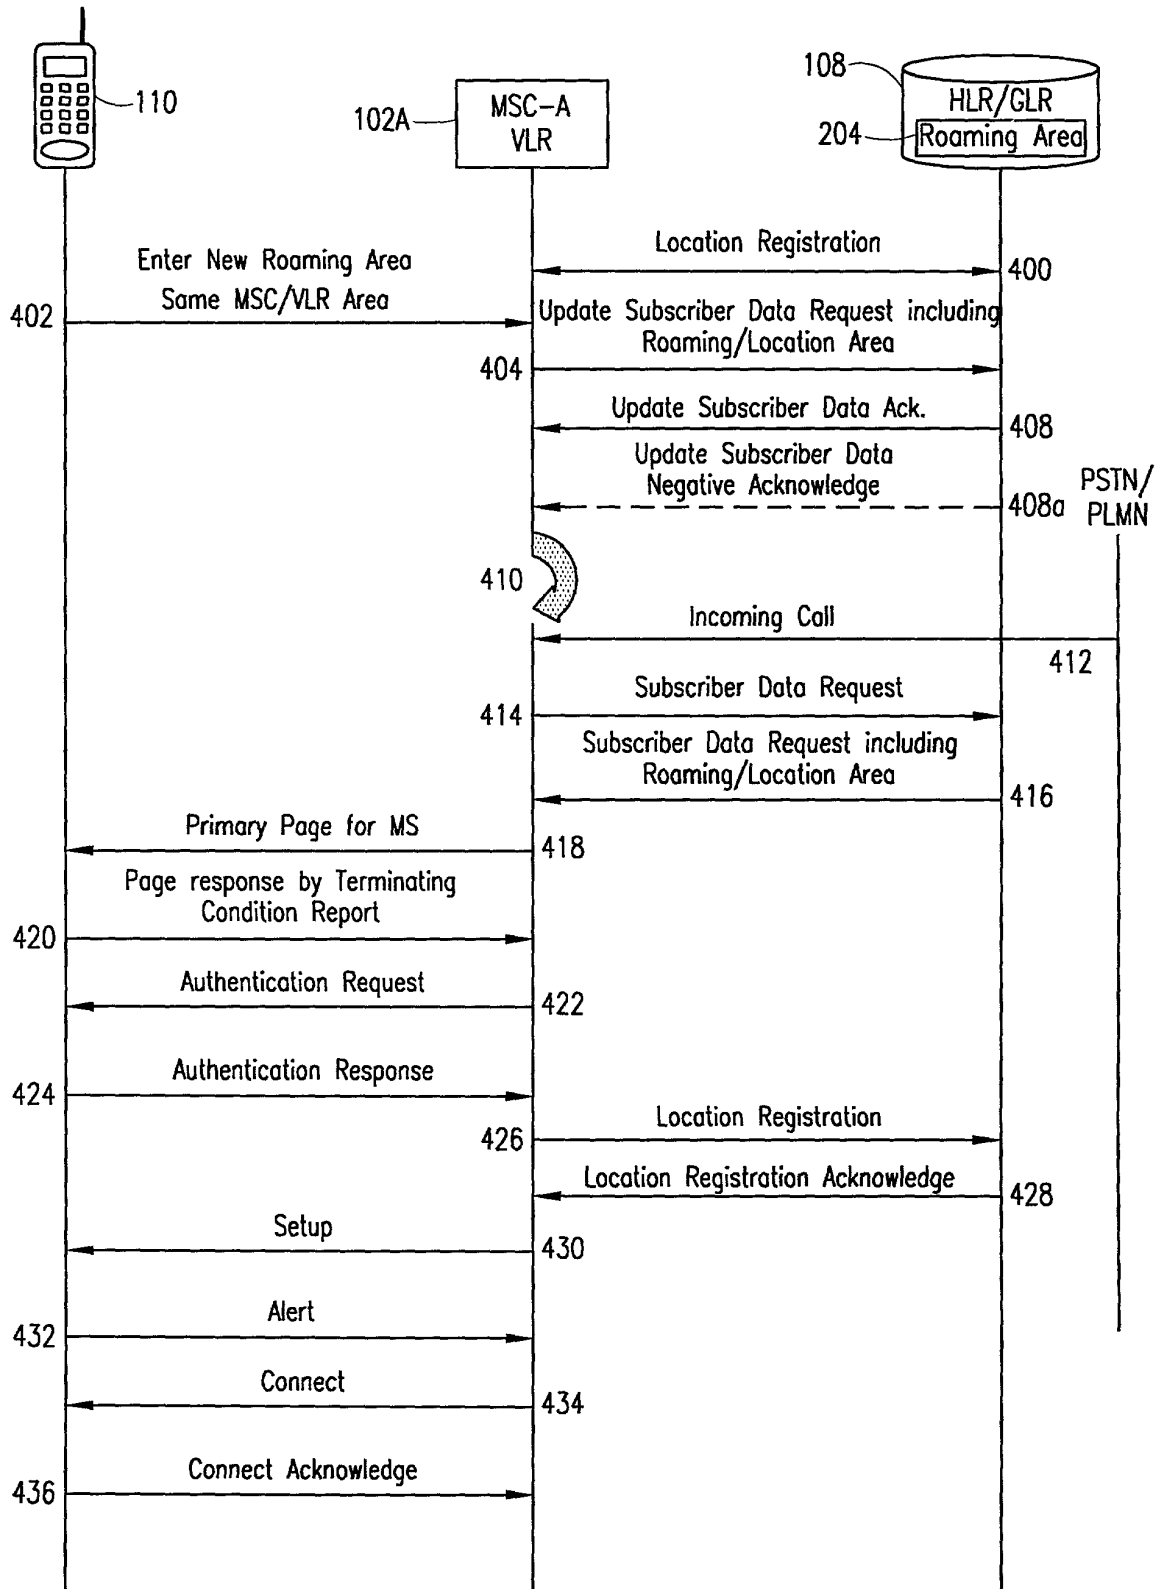 110
102A
MSC-A
VLR
108
HLR/GLR
204
Roaming Area
Location Registration
400
Enter New Roaming Area
Same MSC/VLR Area
402
Update Subscriber Data Request including
Roaming/Location Area
404
Update Subscriber Data Ack.
408
Update Subscriber Data
Negative Acknowledge
408a
PSTN/
PLMN
410
Incoming Call
412
Subscriber Data Request
414
Subscriber Data Request including
Roaming/Location Area
416
Primary Page for MS
418
Page response by Terminating
Condition Report
420
Authentication Request
422
Authentication Response
424
Location Registration
426
Location Registration Acknowledge
428
Setup
430
Alert
432
Connect
434
Connect Acknowledge
436